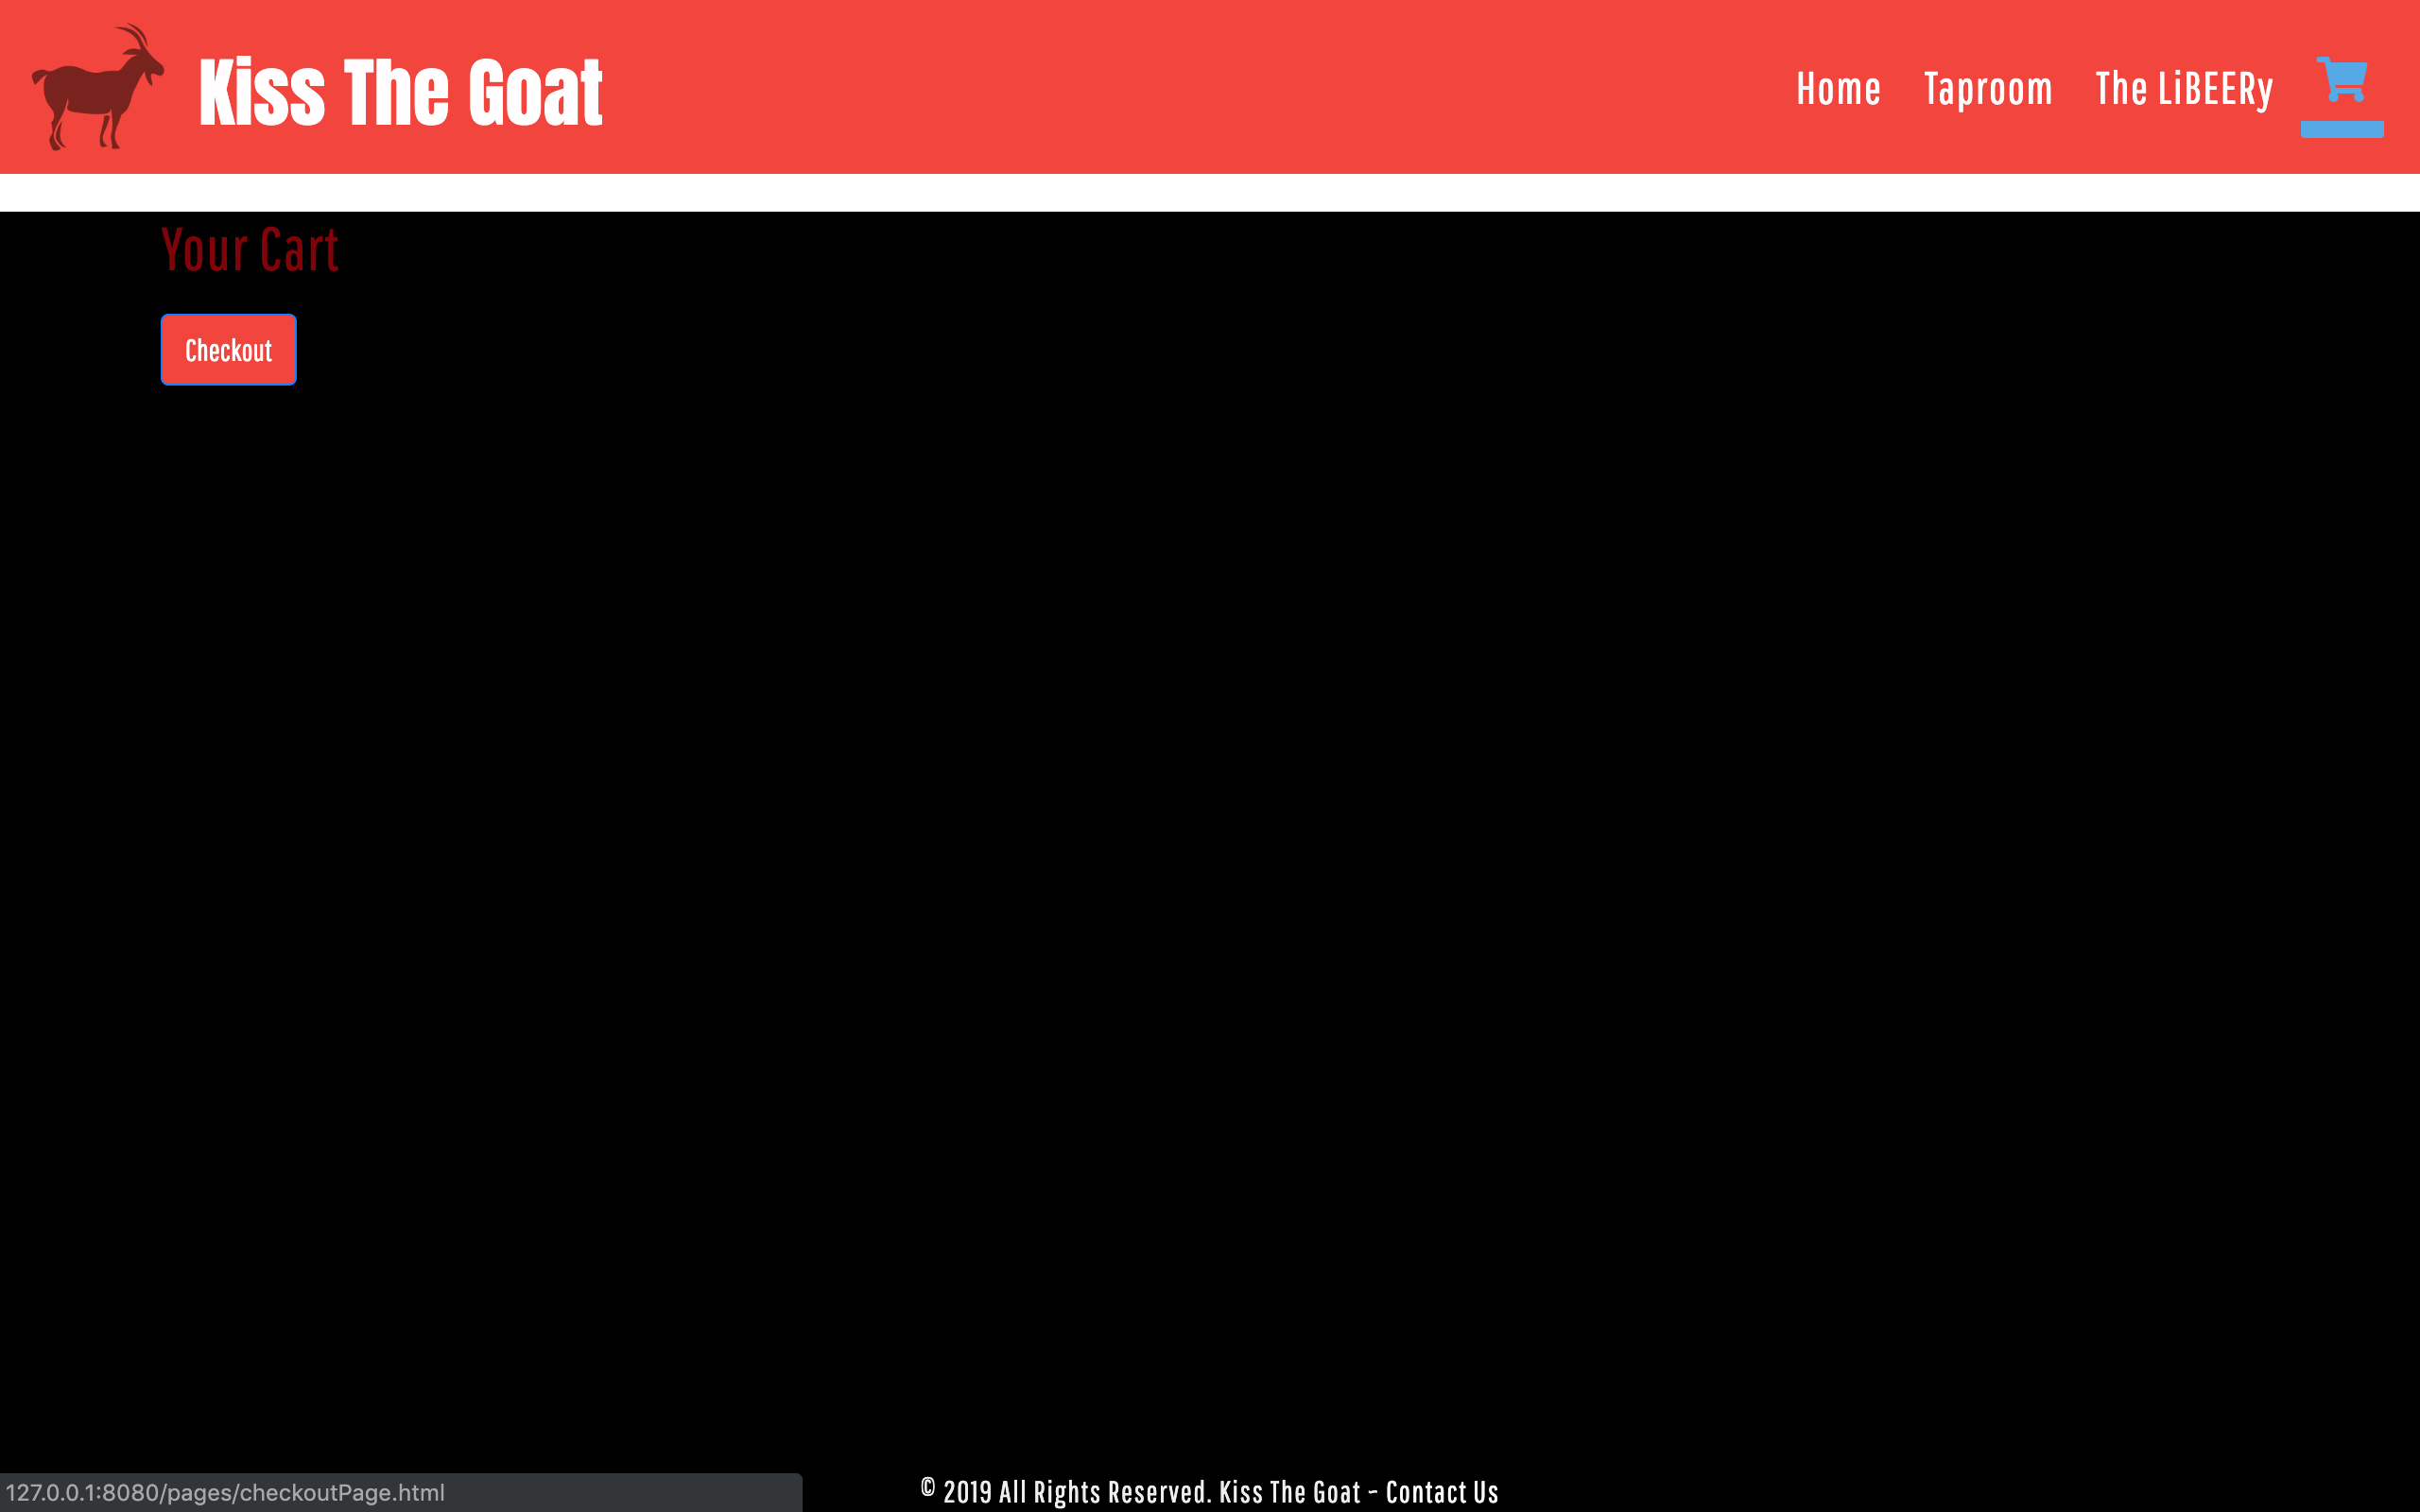 Kiss The Goat
Home Taproom The LiBEERy
Your Cart
Checkout
127.0.0.1:8080/pages/checkoutPage.html
© 2019 All Rights Reserved. Kiss The Goat ~ Contact Us